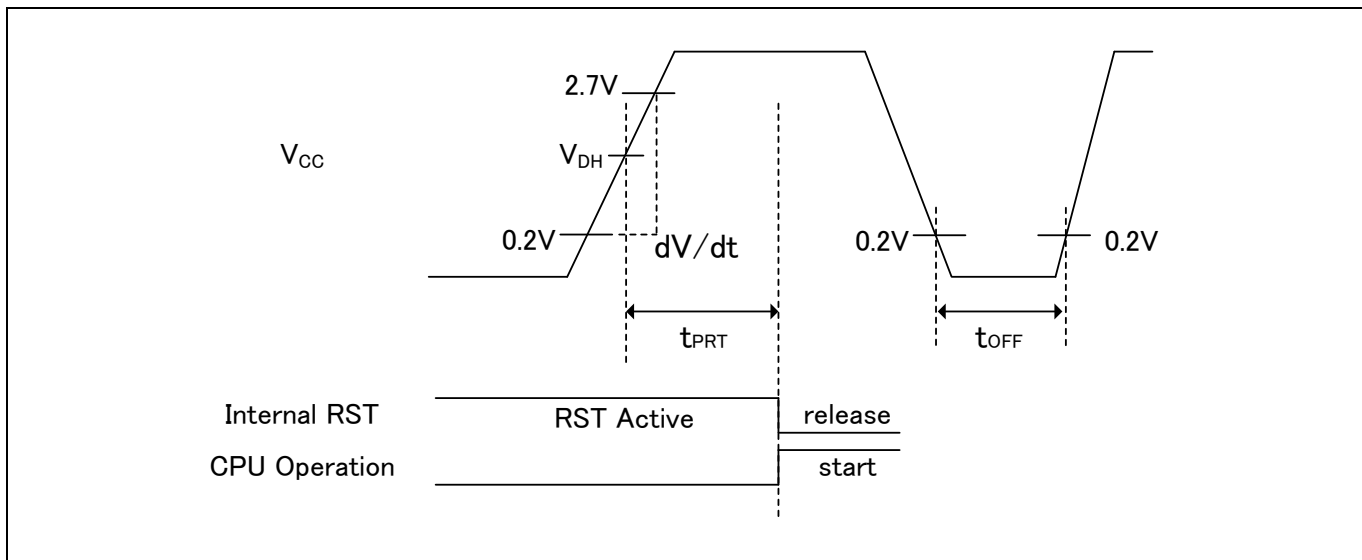 2.7V
VCC
VDH
0.2V
dV/dt
0.2V
0.2V
tPRT
tOFF
Internal RST
RST Active
release
CPU Operation
start